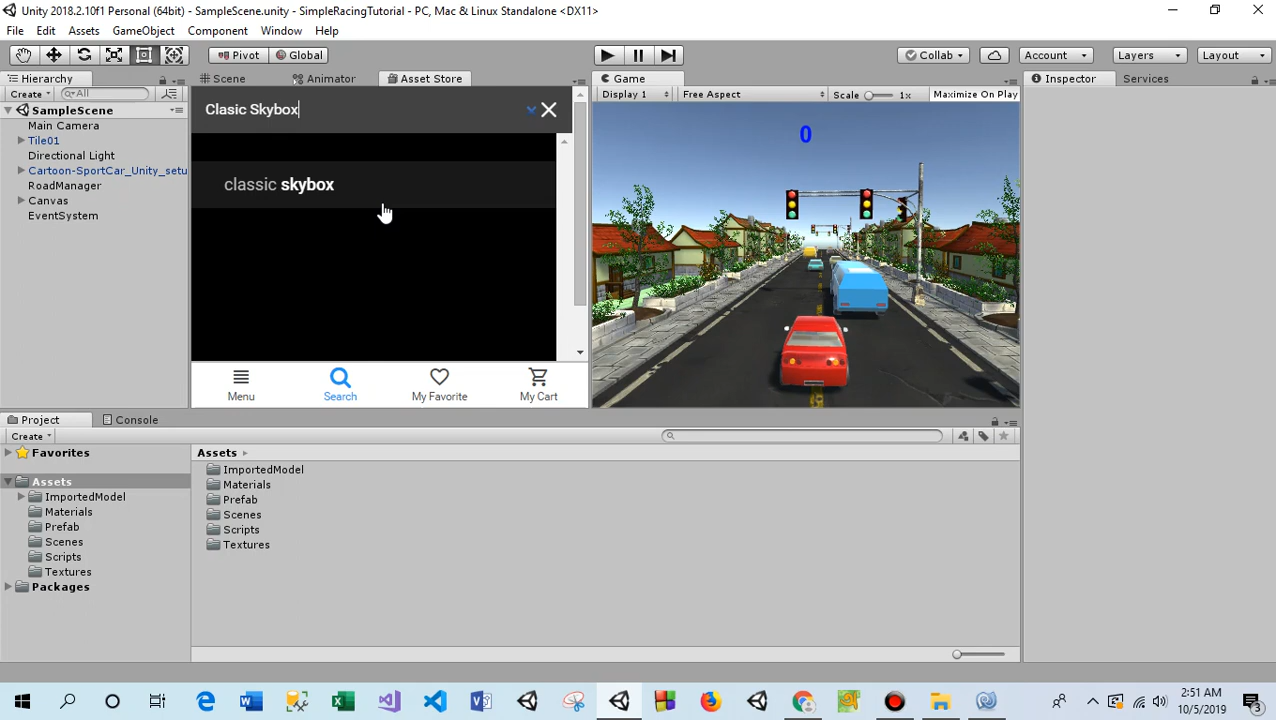 Unity 2018.2.10f1 Personal (64bit) - SampleScene - SimpleRacingTutorial - PC, Mac & Linux Standalone <DX11>
File Edit Assets GameObject Component Window Help
Pivot Global Collab Account Layers Layout
Hierarchy Scene Animator Asset Store Game Inspector Services
Create All Display 1 Free Aspect Scale 1x Maximize On Play
SampleScene
Main Camera
Tile01
Directional Light
Cartoon-SportCar_Unity_setu
RoadManager
Canvas
EventSystem
Clasic Skybox
classic skybox
Menu Search My Favorite My Cart
0
Project Console
Create
Favorites
Assets
ImportedModel
Materials
Prefab
Scenes
Scripts
Textures
Packages
Assets
ImportedModel
Materials
Prefab
Scenes
Scripts
Textures
2:51 AM
10/5/2019
3